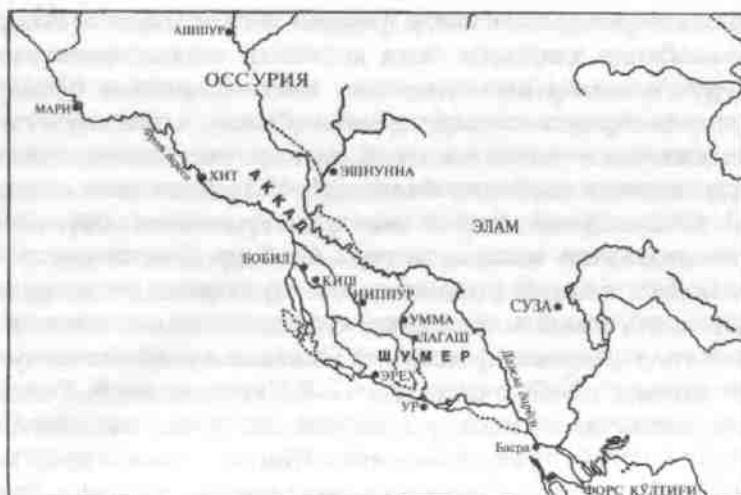 АШШУР
ОССУРИЯ
МАРИ
ХИТ
АККАД
ЭШНУННА
ЭЛАМ
БОБИЛ
КИШ
НИППУР
СУЗА
УММА
ЛАГАШ
ШУМЕР
ЭРЕХ
УР
Басра
ФОРС КЎЛТИҒИ